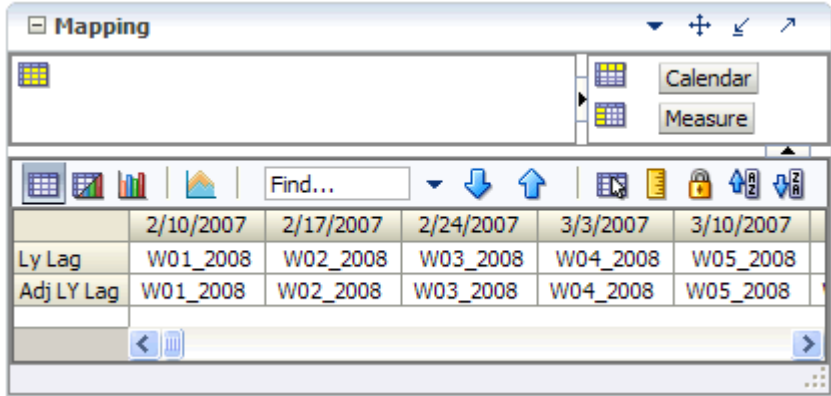 Mapping
Calendar
Measure
Find...
2/10/2007 2/17/2007 2/24/2007 3/3/2007 3/10/2007
Ly Lag W01_2008 W02_2008 W03_2008 W04_2008 W05_2008
Adj LY Lag W01_2008 W02_2008 W03_2008 W04_2008 W05_2008